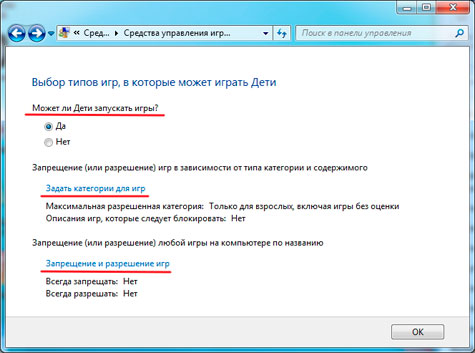 Сред...
Средства управления игр...
Поиск в панели управления
Выбор типов игр, в которые может играть Дети
Может ли Дети запускать игры?
Да
Нет
Запрещение (или разрешение) игр в зависимости от типа категории и содержимого
Задать категории для игр
Максимальная разрешенная категория: Только для взрослых, включая игры без оценки
Описания игр, которые следует блокировать: Нет
Запрещение (или разрешение) любой игры на компьютере по названию
Запрещение и разрешение игр
Всегда запрещать: Нет
Всегда разрешать: Нет
ОК